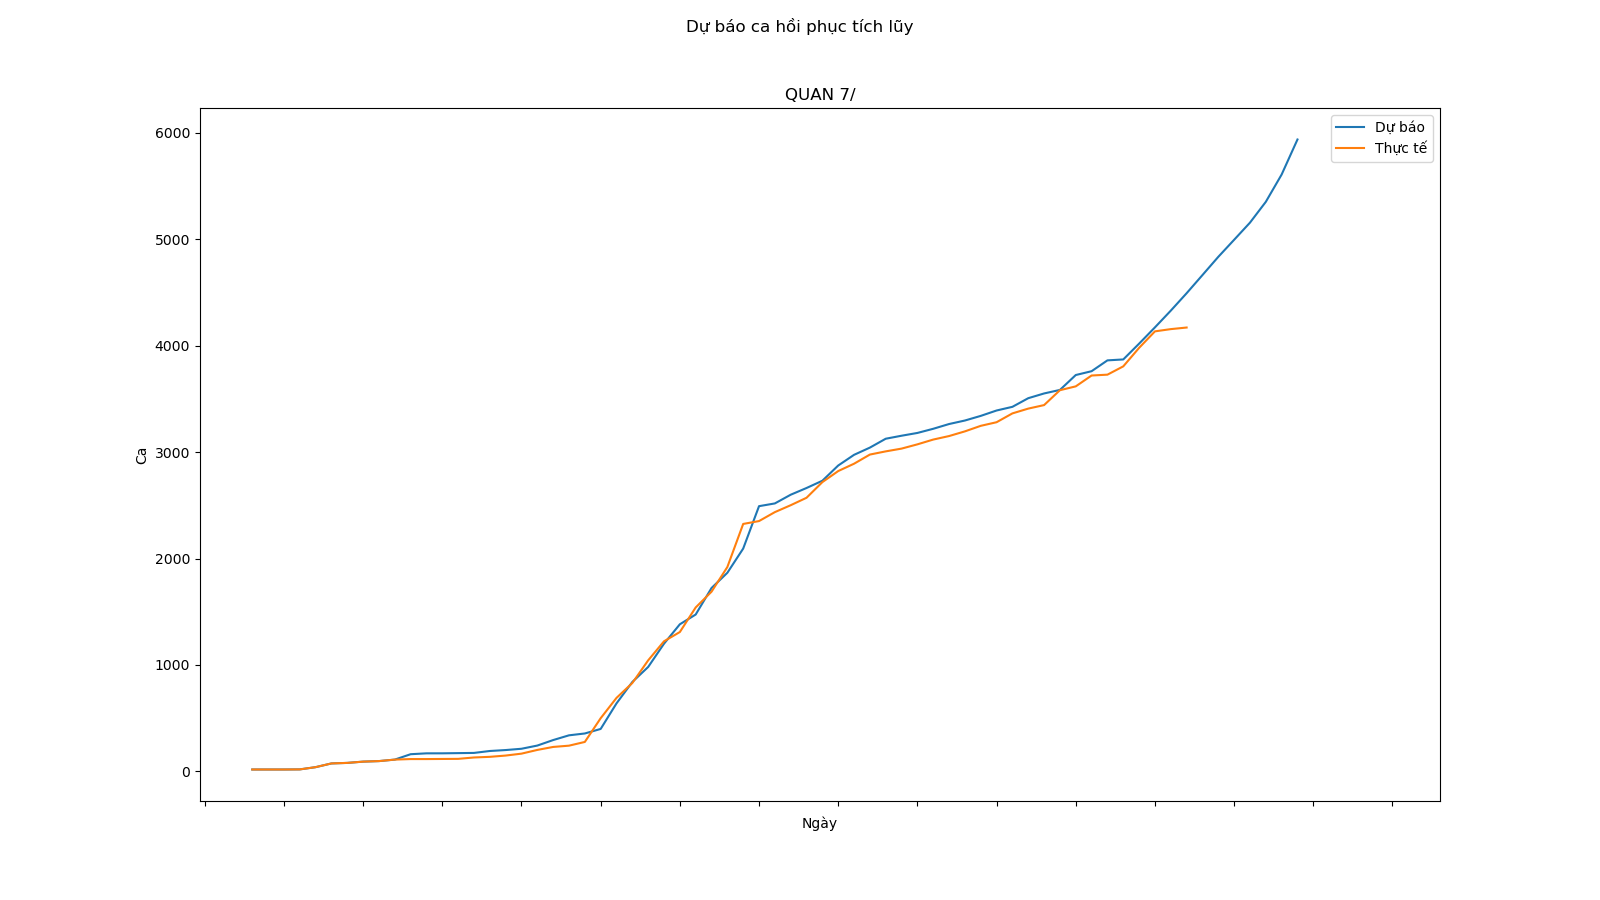 Dự báo ca hồi phục tích lũy
QUAN 7/
Dự báo
Thực tế
6000
5000
4000
3000
2000
1000
0
Ca
Ngày